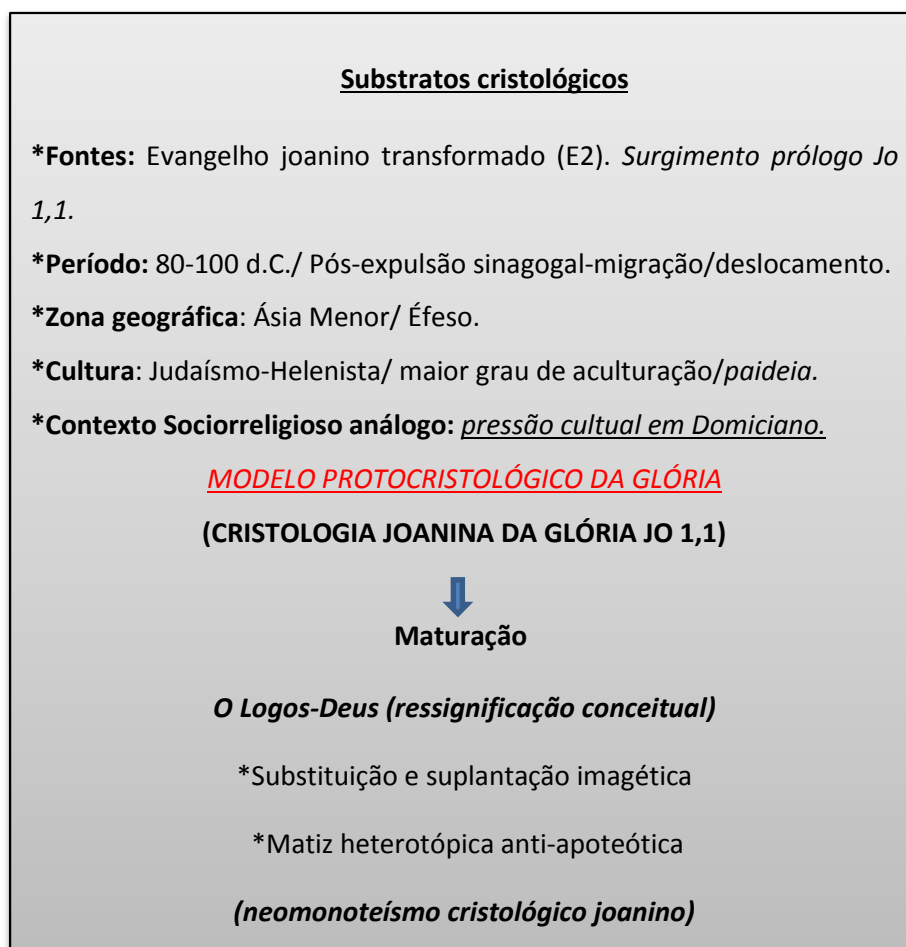 Substratos cristológicos
*Fontes: Evangelho joanino transformado (E2). Surgimento prólogo Jo
1,1.
*Período: 80-100 d.C./ Pós-expulsão sinagogal-migração/deslocamento.
*Zona geográfica: Ásia Menor/ Éfeso.
*Cultura: Judaísmo-Helenista/ maior grau de aculturação/paideia.
*Contexto Sociorreligioso análogo: pressão cultual em Domiciano.
MODELO PROTOCRISTOLÓGICO DA GLÓRIA
(CRISTOLOGIA JOANINA DA GLÓRIA JO 1,1)
Maturação
O Logos-Deus (ressignificação conceitual)
*Substituição e suplantação imagética
*Matiz heterotópica anti-apoteótica
(neomonoteísmo cristológico joanino)